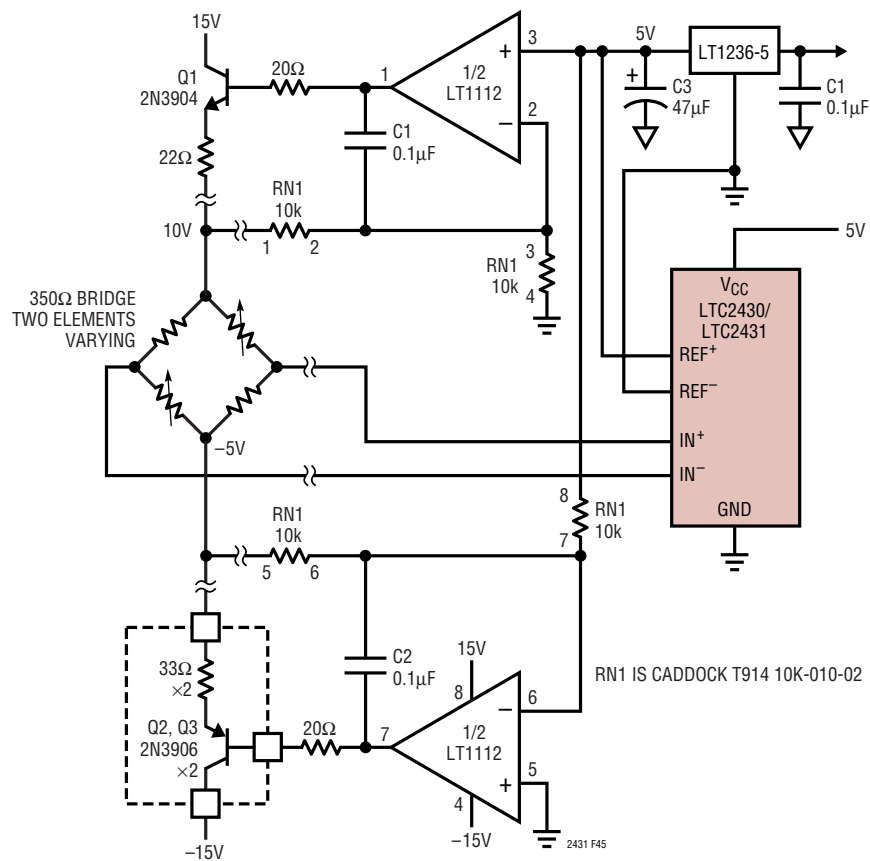 15V
Q1
2N3904
20Ω
1
1/2
LT1112
+
3
−
2
5V
LT1236-5
+
C3
47µF
C1
0.1µF
22Ω
C1
0.1µF
10V
RN1
10k
1
2
RN1
10k
3
4
5V
350Ω BRIDGE
TWO ELEMENTS
VARYING
VCC
LTC2430/
LTC2431
REF+
REF−
IN+
IN−
GND
−5V
8
7
RN1
10k
RN1
10k
5
6
33Ω
×2
Q2, Q3
2N3906
×2
−15V
20Ω
C2
0.1µF
7
15V
8
1/2
LT1112
−
6
+
5
4
−15V
RN1 IS CADDOCK T914 10K-010-02
2431 F45